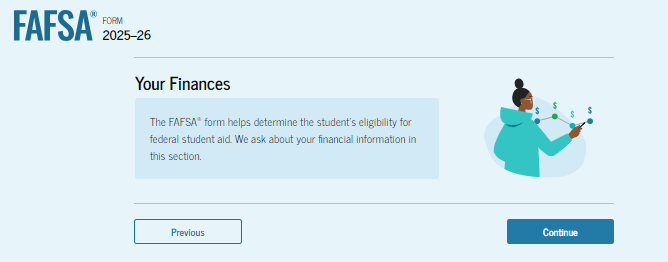 FAFSA® FORM
2025–26
Your Finances
The FAFSA® form helps determine the student's eligibility for
federal student aid. We ask about your financial information in
this section.
$ $ $ $
Previous
Continue